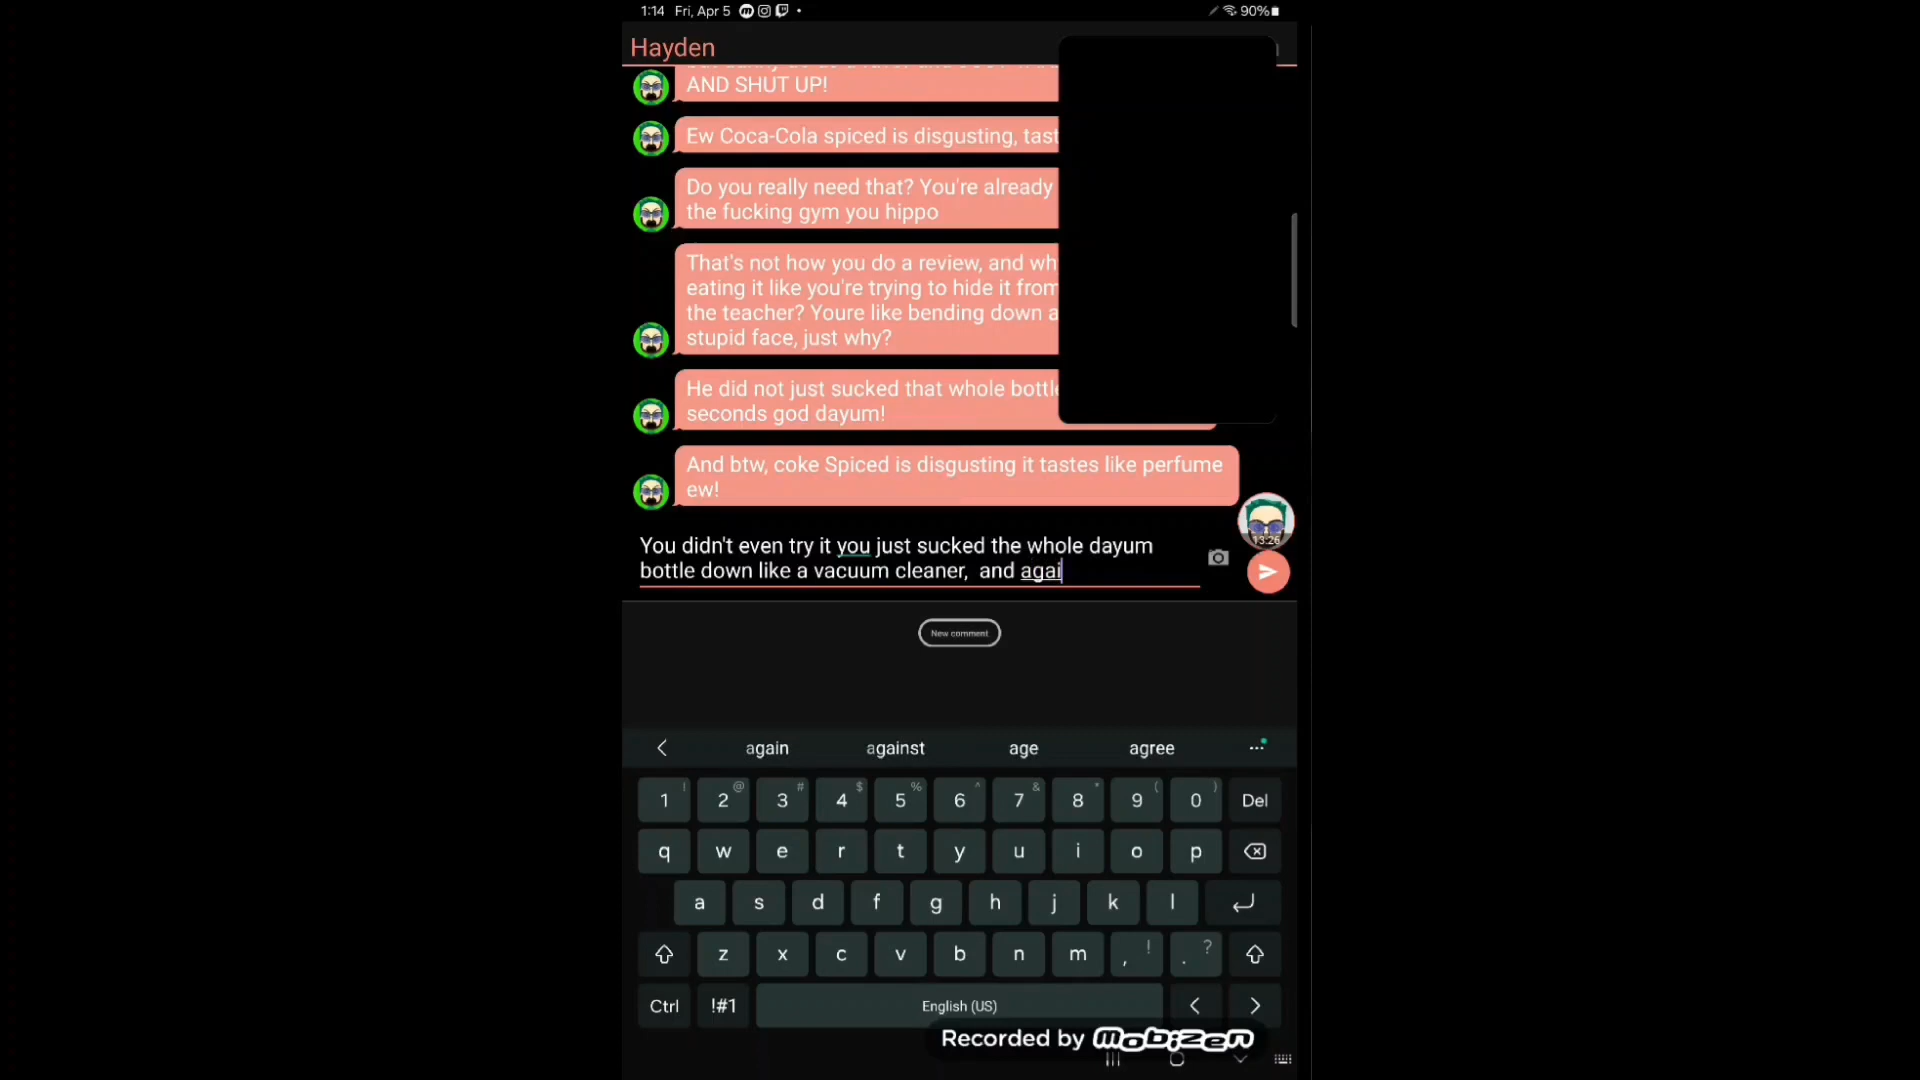 1:14 Fri, Apr 5 90%
Hayden
AND SHUT UP!
Ew Coca-Cola spiced is disgusting, tast
Do you really need that? You're already
the fucking gym you hippo
That's not how you do a review, and wh
eating it like you're trying to hide it from
the teacher? Youre like bending down a
stupid face, just why?
He did not just sucked that whole bottle
seconds god dayum!
And btw, coke Spiced is disgusting it tastes like perfume
ew!
13:26
You didn't even try it you just sucked the whole dayum
bottle down like a vacuum cleaner,  and agai
New comment
again against age agree
! @ # $ % ^ & * ( )
1 2 3 4 5 6 7 8 9 0 Del
q w e r t y u i o p
a s d f g h j k l
z x c v b n m , ! . ?
Ctrl !#1 English (US) < >
Recorded by mobizen